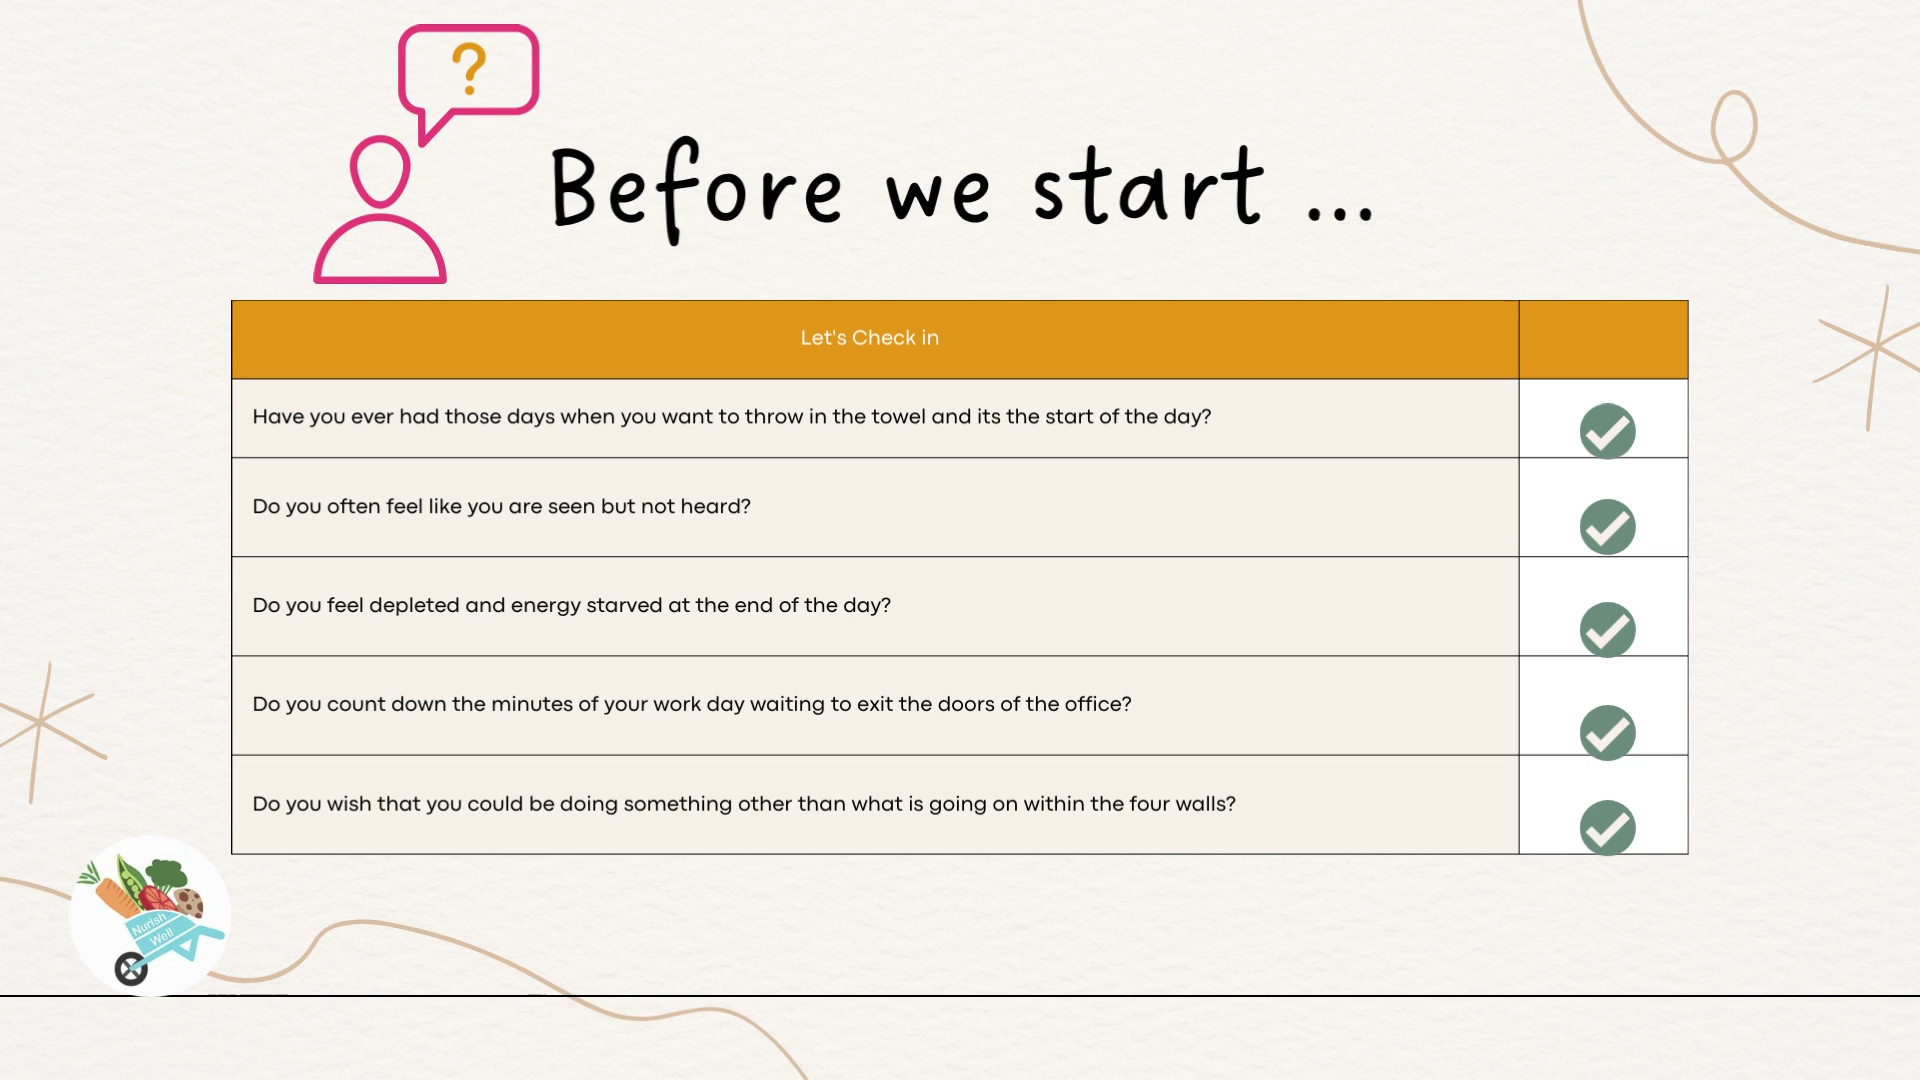 ?
Before we start ...
Let's Check in
Have you ever had those days when you want to throw in the towel and its the start of the day?
Do you often feel like you are seen but not heard?
Do you feel depleted and energy starved at the end of the day?
Do you count down the minutes of your work day waiting to exit the doors of the office?
Do you wish that you could be doing something other than what is going on within the four walls?
Nurish
Well